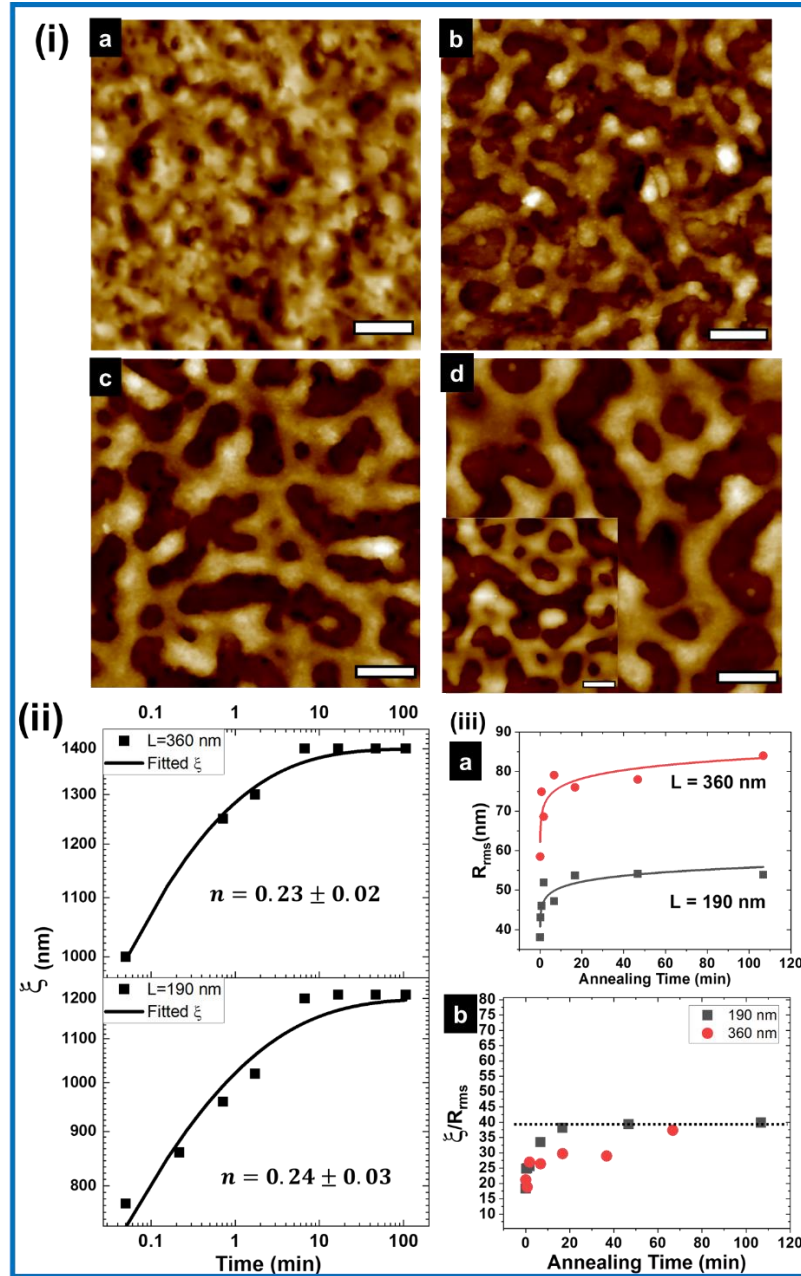 (i)
a
b
c
d
(ii)
0.1 1 10 100
L=360 nm
Fitted ξ
1400
1300
1200
1100
1000
n = 0.23 ± 0.02
ξ (nm)
L=190 nm
Fitted ξ
1200
1000
900
800
n = 0.24 ± 0.03
0.1 1 10 100
Time (min)
(iii)
a
90
80
70
60
50
40
Rrms(nm)
L = 360 nm
L = 190 nm
0 20 40 60 80 100 120
Annealing Time (min)
b
80
75
70
65
60
55
50
45
40
35
30
25
20
15
10
ξ/Rrms
190 nm
360 nm
0 20 40 60 80 100 120
Annealing Time (min)